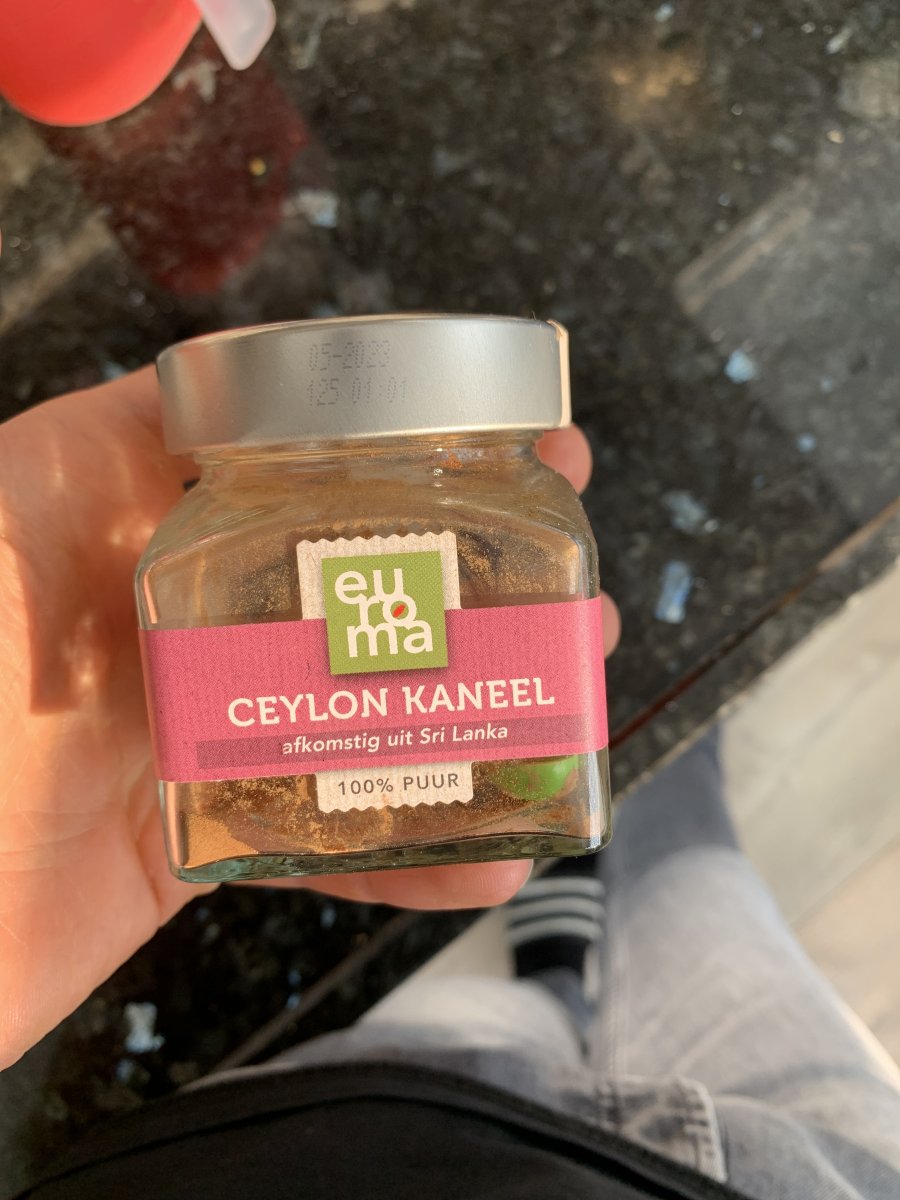 05-2023
125 01:01
eu
ro
ma
CEYLON KANEEL
afkomstig uit Sri Lanka
100% PUUR